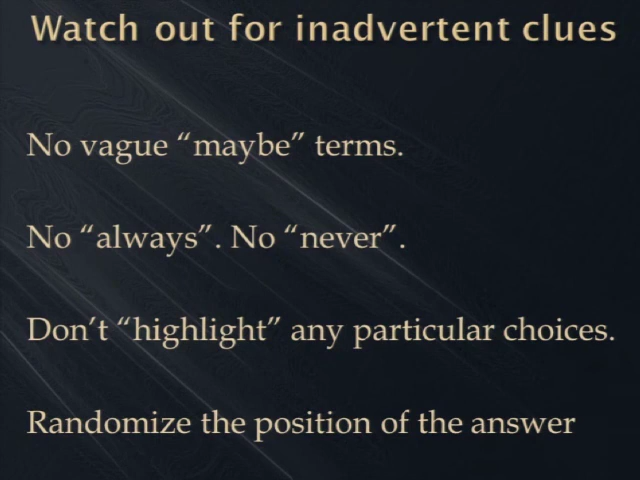 Watch out for inadvertent clues
No vague “maybe” terms.
No “always”. No “never”.
Don’t “highlight” any particular choices.
Randomize the position of the answer